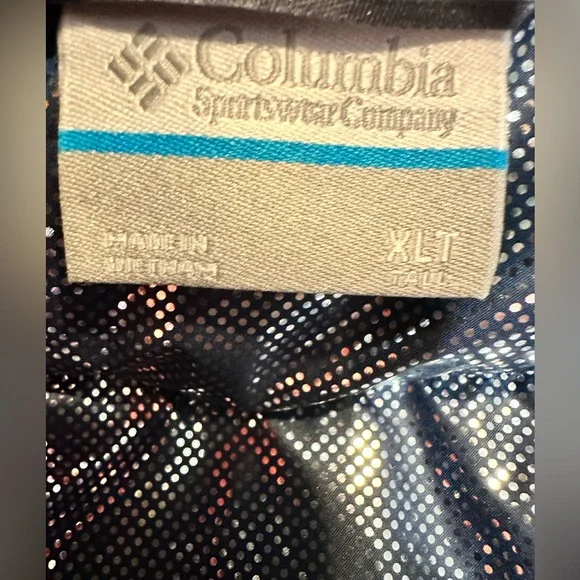 Columbia
Sportswear Company
MADE IN
VIETNAM
XLT
TALL